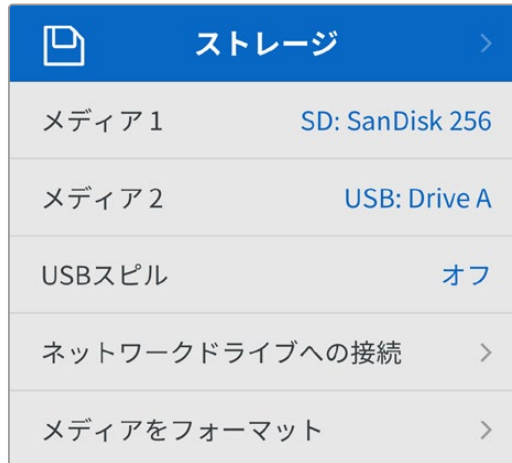 ストレージ
メディア1 SD: SanDisk 256
メディア2 USB: Drive A
USBスピル オフ
ネットワークドライブへの接続
メディアをフォーマット